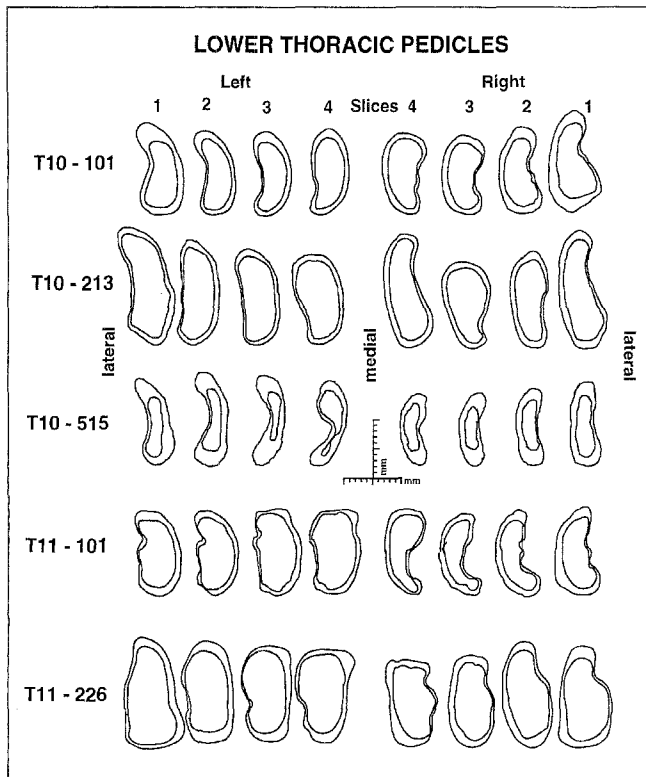 LOWER THORACIC PEDICLES
Left Right
1 2 3 4 Slices 4 3 2 1
T10 - 101
T10 - 213
lateral medial lateral
T10 - 515
mm
mm
T11 - 101
T11 - 226